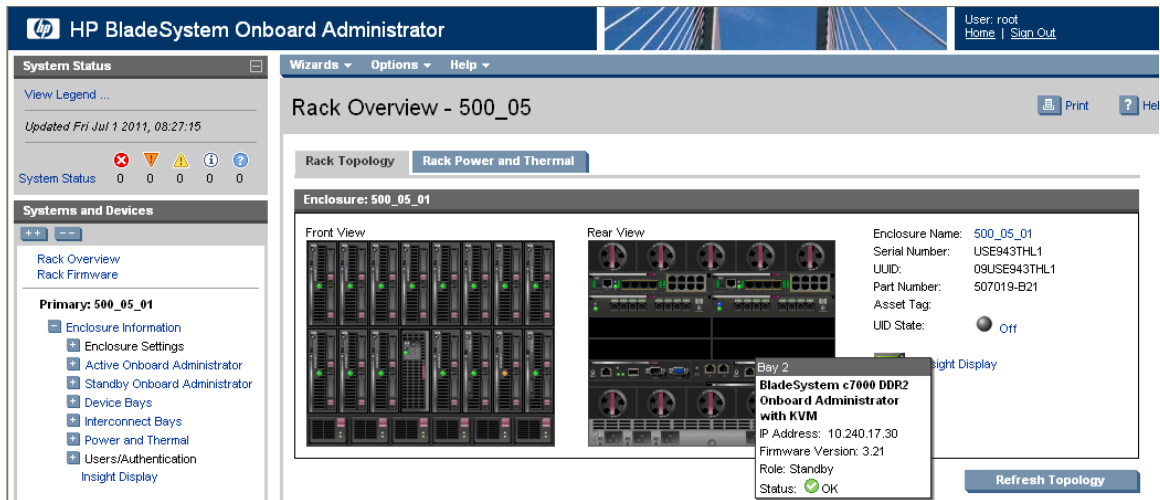 hp HP BladeSystem Onboard Administrator
User: root
Home | Sign Out
System Status
View Legend ...
Updated Fri Jul 1 2011, 08:27:15
System Status 0 0 0 0 0
Systems and Devices
++ --
Rack Overview
Rack Firmware
Primary: 500_05_01
Enclosure Information
Enclosure Settings
Active Onboard Administrator
Standby Onboard Administrator
Device Bays
Interconnect Bays
Power and Thermal
Users/Authentication
Insight Display
Wizards Options Help
Rack Overview - 500_05
Print ? Hel
Rack Topology Rack Power and Thermal
Enclosure: 500_05_01
Front View
Rear View
Enclosure Name: 500_05_01
Serial Number: USE943THL1
UUID: 09USE943THL1
Part Number: 507019-B21
Asset Tag:
UID State: Off
sight Display
Bay 2
BladeSystem c7000 DDR2
Onboard Administrator
with KVM
IP Address: 10.240.17.30
Firmware Version: 3.21
Role: Standby
Status: OK
Refresh Topology